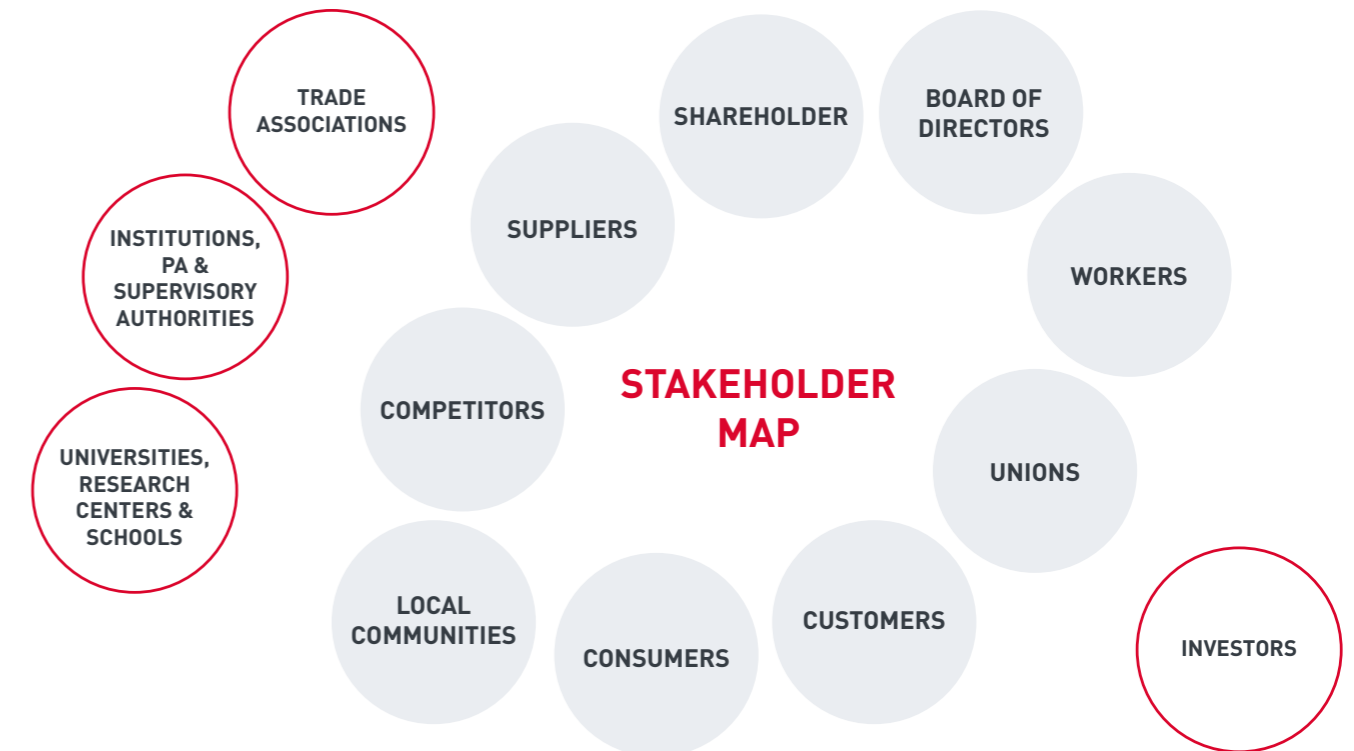 TRADE
ASSOCIATIONS
SHAREHOLDER
BOARD OF
DIRECTORS
INSTITUTIONS,
PA &
SUPERVISORY
AUTHORITIES
SUPPLIERS
WORKERS
UNIVERSITIES,
RESEARCH
CENTERS &
SCHOOLS
COMPETITORS
STAKEHOLDER
MAP
UNIONS
LOCAL
COMMUNITIES
CONSUMERS
CUSTOMERS
INVESTORS